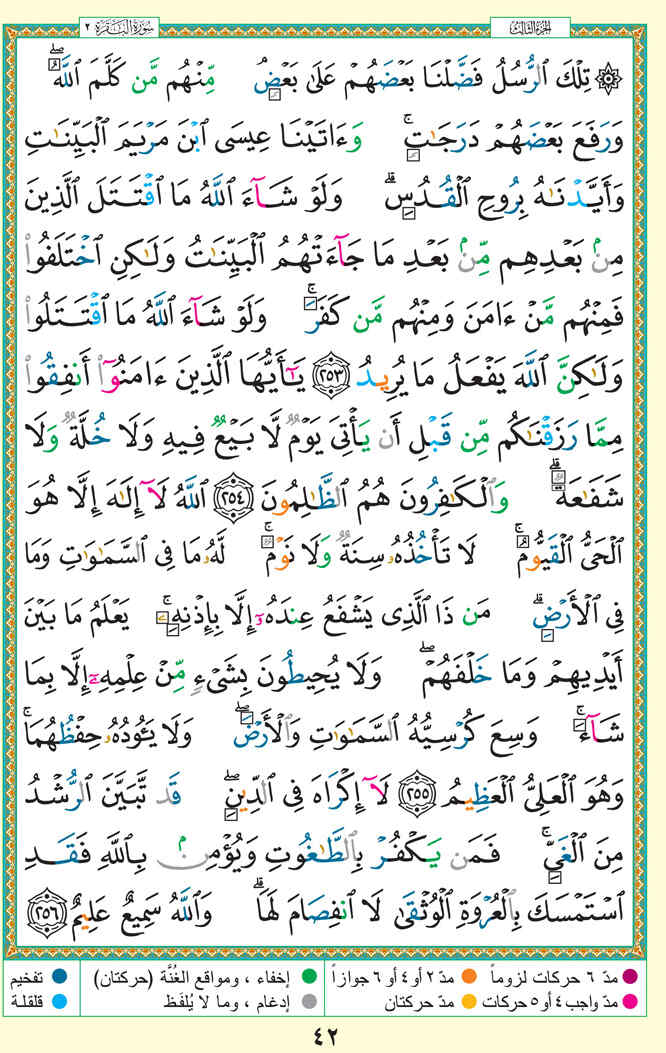 الجزء الثالث
سورة البقرة ٢
۞ تِلْكَ ٱلرُّسُلُ فَضَّلْنَا بَعْضَهُمْ عَلَىٰ بَعْضٍۘ مِّنْهُم مَّن كَلَّمَ ٱللَّهُۖ
وَرَفَعَ بَعْضَهُمْ دَرَجَـٰتٍۚ وَءَاتَيْنَا عِيسَى ٱبْنَ مَرْيَمَ ٱلْبَيِّنَـٰتِ
وَأَيَّدْنَـٰهُ بِرُوحِ ٱلْقُدُسِۗ وَلَوْ شَآءَ ٱللَّهُ مَا ٱقْتَتَلَ ٱلَّذِينَ
مِنۢ بَعْدِهِم مِّنۢ بَعْدِ مَا جَآءَتْهُمُ ٱلْبَيِّنَـٰتُ وَلَـٰكِنِ ٱخْتَلَفُوا۟
فَمِنْهُم مَّنْ ءَامَنَ وَمِنْهُم مَّن كَفَرَۚ وَلَوْ شَآءَ ٱللَّهُ مَا ٱقْتَتَلُوا۟
وَلَـٰكِنَّ ٱللَّهَ يَفْعَلُ مَا يُرِيدُ ٢٥٣ يَـٰٓأَيُّهَا ٱلَّذِينَ ءَامَنُوٓا۟ أَنفِقُوا۟
مِمَّا رَزَقْنَـٰكُم مِّن قَبْلِ أَن يَأْتِىَ يَوْمٌ لَّا بَيْعٌ فِيهِ وَلَا خُلَّةٌ وَلَا
شَفَـٰعَةٌۗ وَٱلْكَـٰفِرُونَ هُمُ ٱلظَّـٰلِمُونَ ٢٥٤ ٱللَّهُ لَآ إِلَـٰهَ إِلَّا هُوَ
ٱلْحَىُّ ٱلْقَيُّومُۚ لَا تَأْخُذُهُۥ سِنَةٌ وَلَا نَوْمٌۚ لَّهُۥ مَا فِى ٱلسَّمَـٰوَٰتِ وَمَا
فِى ٱلْأَرْضِۗ مَن ذَا ٱلَّذِى يَشْفَعُ عِندَهُۥٓ إِلَّا بِإِذْنِهِۦۚ يَعْلَمُ مَا بَيْنَ
أَيْدِيهِمْ وَمَا خَلْفَهُمْۖ وَلَا يُحِيطُونَ بِشَىْءٍ مِّنْ عِلْمِهِۦٓ إِلَّا بِمَا
شَآءَۚ وَسِعَ كُرْسِيُّهُ ٱلسَّمَـٰوَٰتِ وَٱلْأَرْضَۖ وَلَا يَـُٔودُهُۥ حِفْظُهُمَاۚ
وَهُوَ ٱلْعَلِىُّ ٱلْعَظِيمُ ٢٥٥ لَآ إِكْرَاهَ فِى ٱلدِّينِۖ قَد تَّبَيَّنَ ٱلرُّشْدُ
مِنَ ٱلْغَىِّۚ فَمَن يَكْفُرْ بِٱلطَّـٰغُوتِ وَيُؤْمِنۢ بِٱللَّهِ فَقَدِ
ٱسْتَمْسَكَ بِٱلْعُرْوَةِ ٱلْوُثْقَىٰ لَا ٱنفِصَامَ لَهَاۗ وَٱللَّهُ سَمِيعٌ عَلِيمٌ ٢٥٦
مدّ ٦ حركات لزوماً مدّ ٢ أو ٤ أو ٦ جوازاً إخفاء ، ومواقع الغُنَّة (حركتان) تفخيم
مدّ واجب ٤ أو ٥ حركات مدّ حركتان إدغام ، وما لا يُلفَظ قلقلة
٤٢